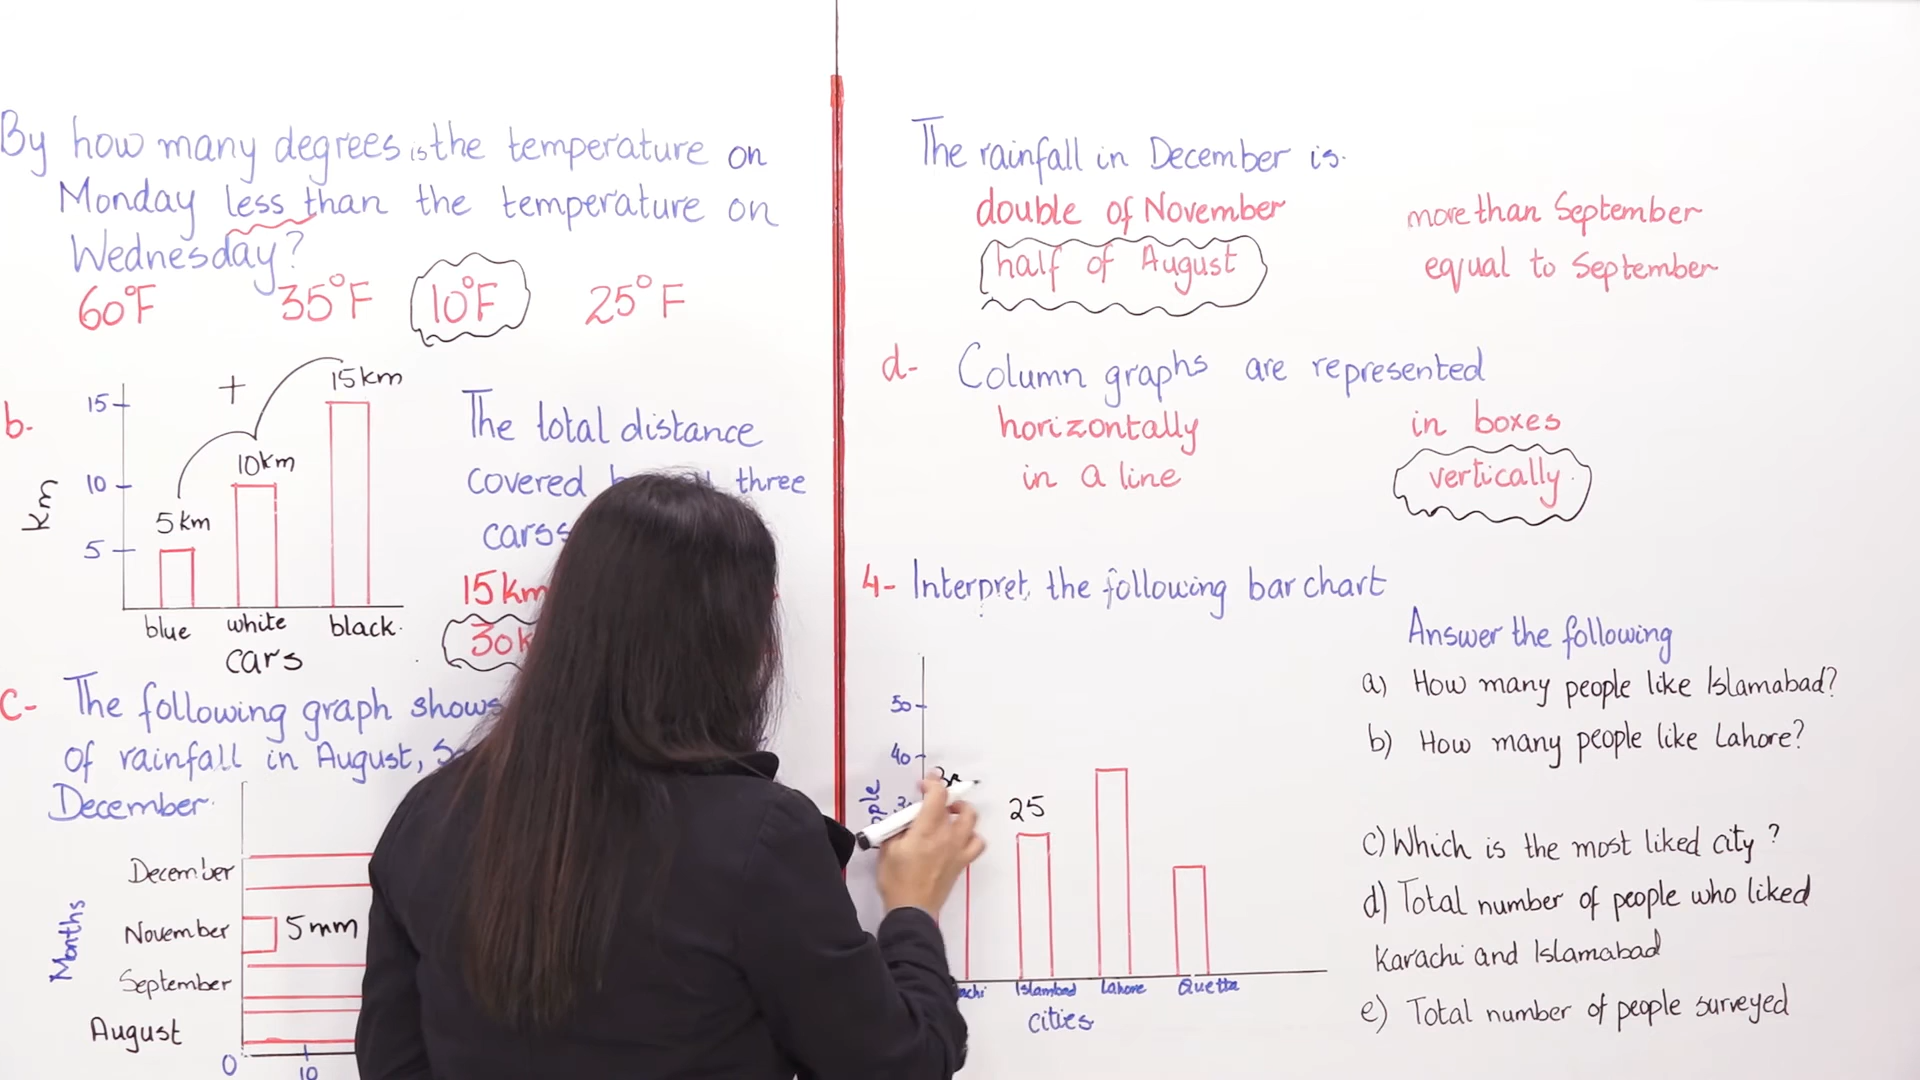 By how many degrees is the temperature on
Monday less than the temperature on
Wednesday?
60°F 35°F 10°F 25°F
b-
km
15
10
5
+
5km
10km
15km
blue white black.
cars
The total distance
covered three
15km
30k
C- The following graph shows
of rainfall in August,
December.
Months
December
November 5mm
September
August
0 10
The rainfall in December is.
double of November more than September
half of August equal to September
d- Column graphs are represented
horizontally in boxes
in a line vertically.
4- Interpret the following bar chart
50
40
25
Islambad Lahore Quetta
cities
Answer the following
a) How many people like Islamabad?
b) How many people like Lahore?
c) Which is the most liked city?
d) Total number of people who liked
Karachi and Islamabad
e) Total number of people surveyed